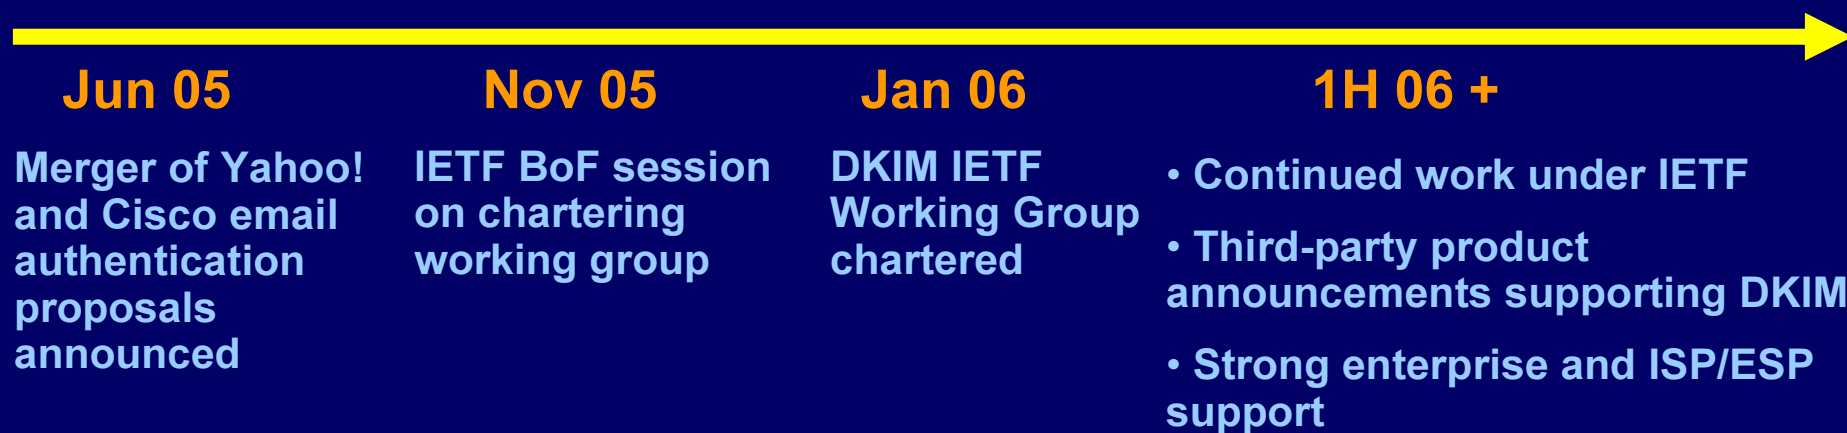 Jun 05
Merger of Yahoo!
and Cisco email
authentication
proposals
announced
Nov 05
IETF BoF session
on chartering
working group
Jan 06
DKIM IETF
Working Group
chartered
1H 06 +
• Continued work under IETF
• Third-party product
announcements supporting DKIM
• Strong enterprise and ISP/ESP
support